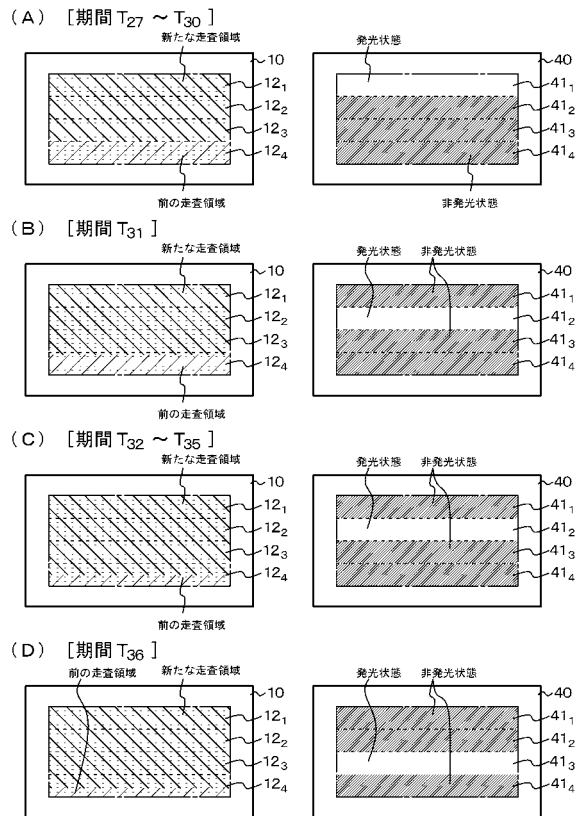 (A) [期間 T27 ～ T30]
新たな走査領域
10
12₁
12₂
12₃
12₄
前の走査領域
発光状態
40
41₁
41₂
41₃
41₄
非発光状態
(B) [期間 T31]
新たな走査領域
10
12₁
12₂
12₃
12₄
前の走査領域
発光状態
非発光状態
40
41₁
41₂
41₃
41₄
(C) [期間 T32 ～ T35]
新たな走査領域
10
12₁
12₂
12₃
12₄
前の走査領域
発光状態
非発光状態
40
41₁
41₂
41₃
41₄
(D) [期間 T36]
前の走査領域
新たな走査領域
10
12₁
12₂
12₃
12₄
発光状態
非発光状態
40
41₁
41₂
41₃
41₄